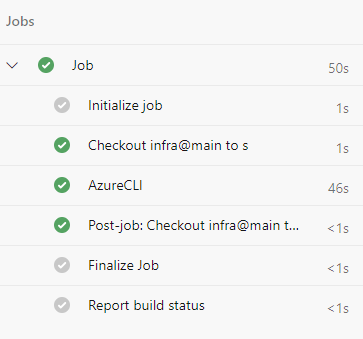 Jobs
Job 50s
Initialize job 1s
Checkout infra@main to s 1s
AzureCLI 46s
Post-job: Checkout infra@main t... <1s
Finalize Job <1s
Report build status <1s